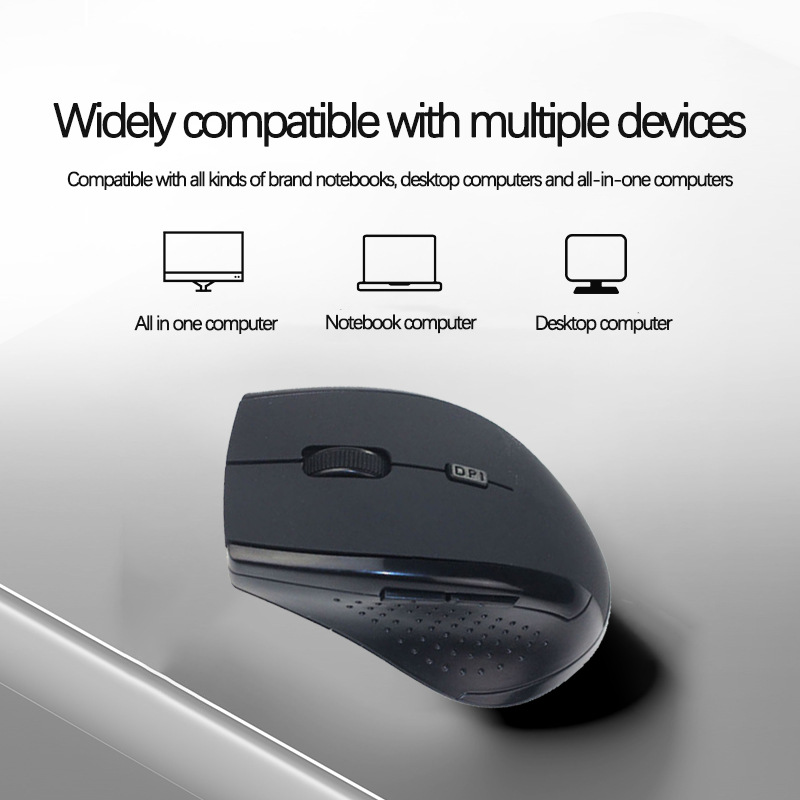 Widely compatible with multiple devices
Compatible with all kinds of brand notebooks, desktop computers and all-in-one computers
All in one computer
Notebook computer
Desktop computer
DPI